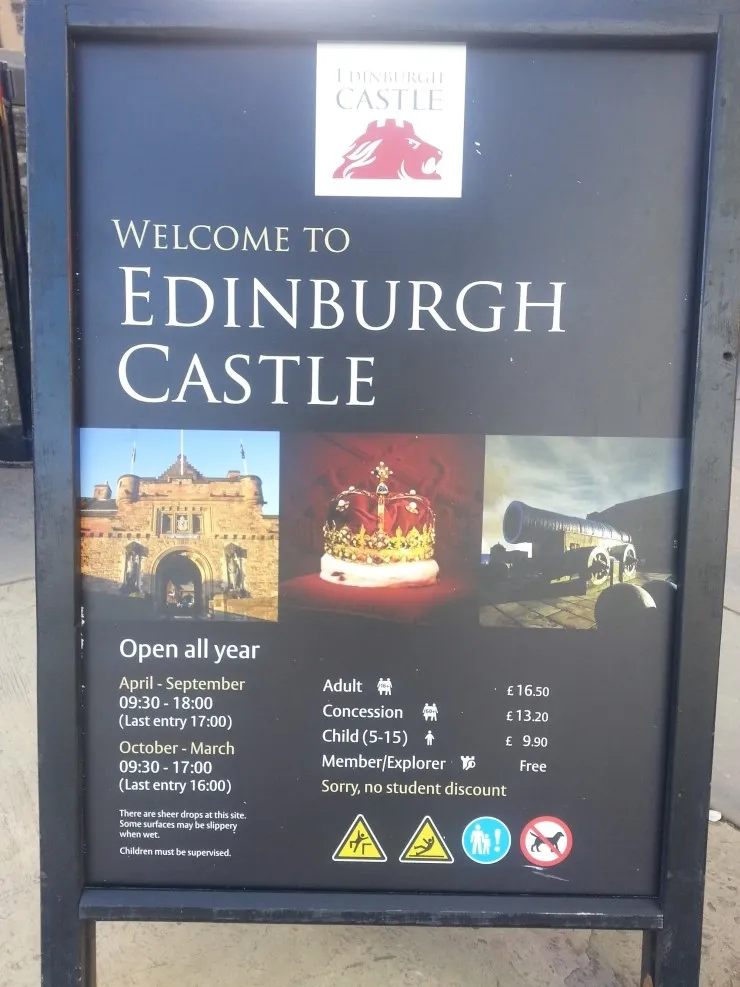 EDINBURGH
CASTLE
WELCOME TO
EDINBURGH
CASTLE
Open all year
April - September
09:30 - 18:00
(Last entry 17:00)
October - March
09:30 - 17:00
(Last entry 16:00)
There are sheer drops at this site.
Some surfaces may be slippery
when wet.
Children must be supervised.
Adult £16.50
Concession £13.20
Child (5-15) £ 9.90
Member/Explorer Free
Sorry, no student discount